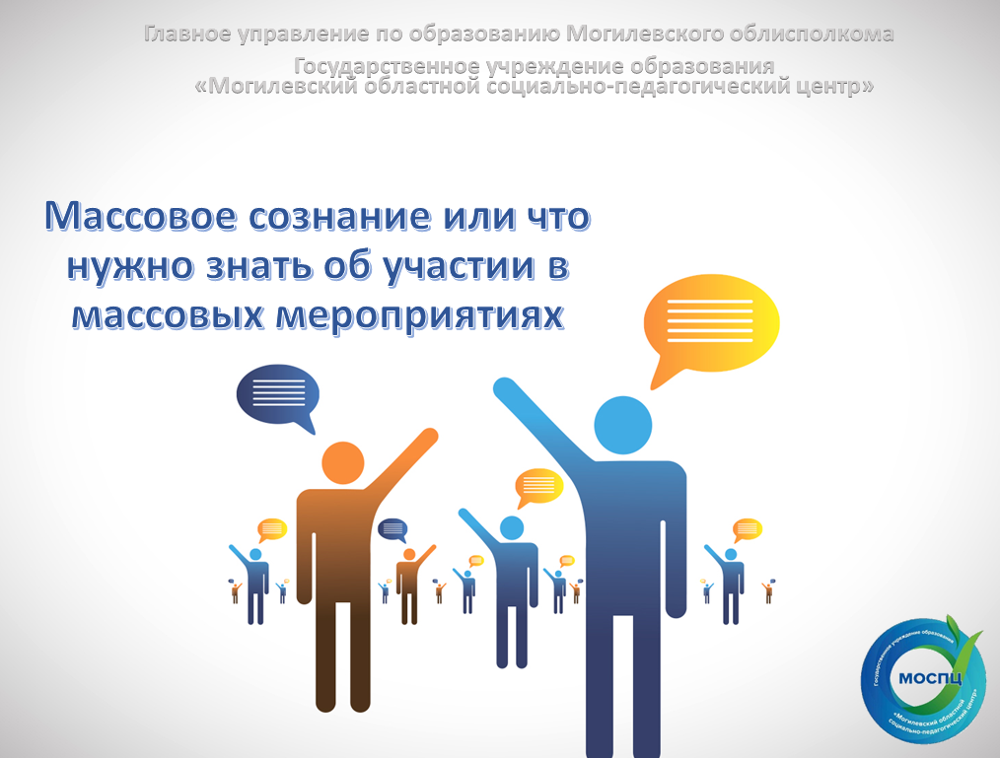 Главное управление по образованию Могилевского облисполкома
Государственное учреждение образования
«Могилевский областной социально-педагогический центр»
Массовое сознание или что
нужно знать об участии в
массовых мероприятиях
Государственное учреждение образования
МОСПЦ
«Могилевский областной
социально-педагогический центр»